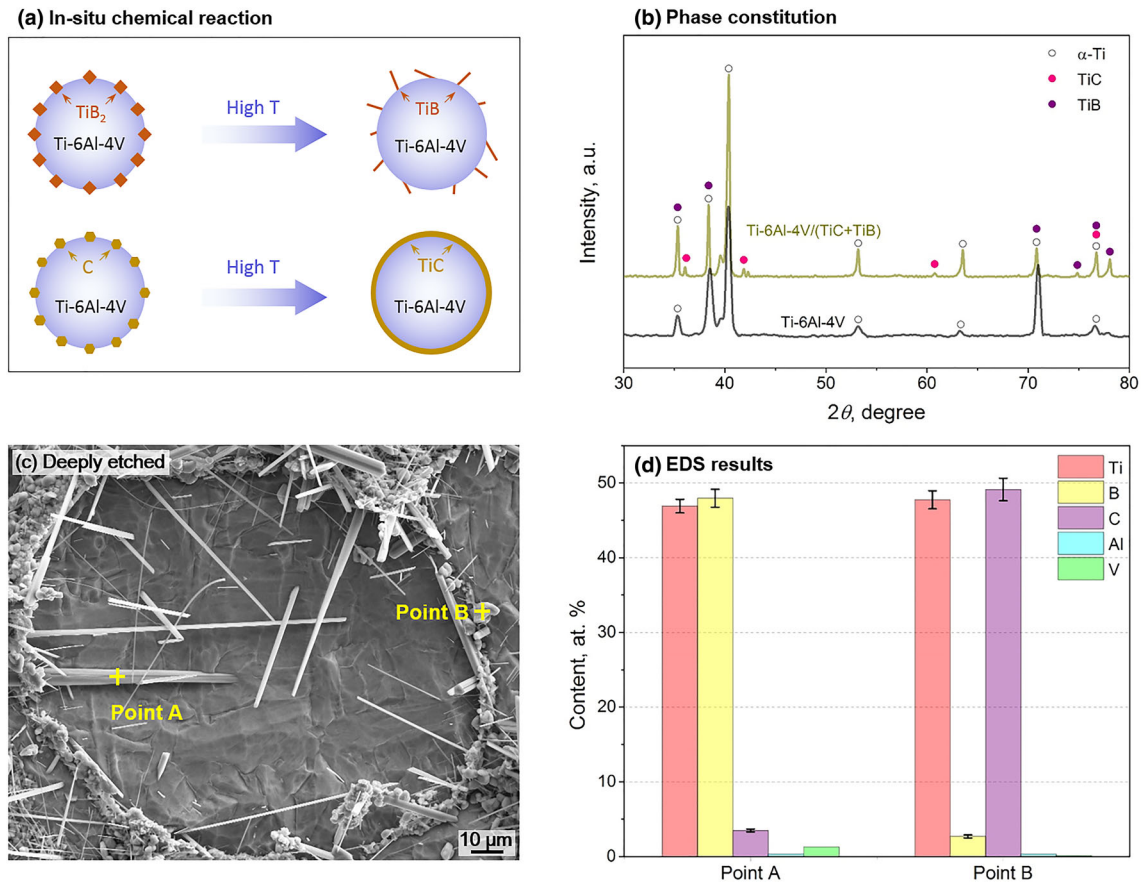 (a) In-situ chemical reaction
TiB₂
Ti-6Al-4V
High T
TiB
Ti-6Al-4V
C
Ti-6Al-4V
High T
TiC
Ti-6Al-4V
(b) Phase constitution
α-Ti
TiC
TiB
Intensity, a.u.
Ti-6Al-4V/(TiC+TiB)
Ti-6Al-4V
30 40 50 60 70 80
2θ, degree
(c) Deeply etched
Point B
Point A
10 µm
(d) EDS results
Ti
B
C
Al
V
Content, at. %
50
40
30
20
10
0
Point A Point B